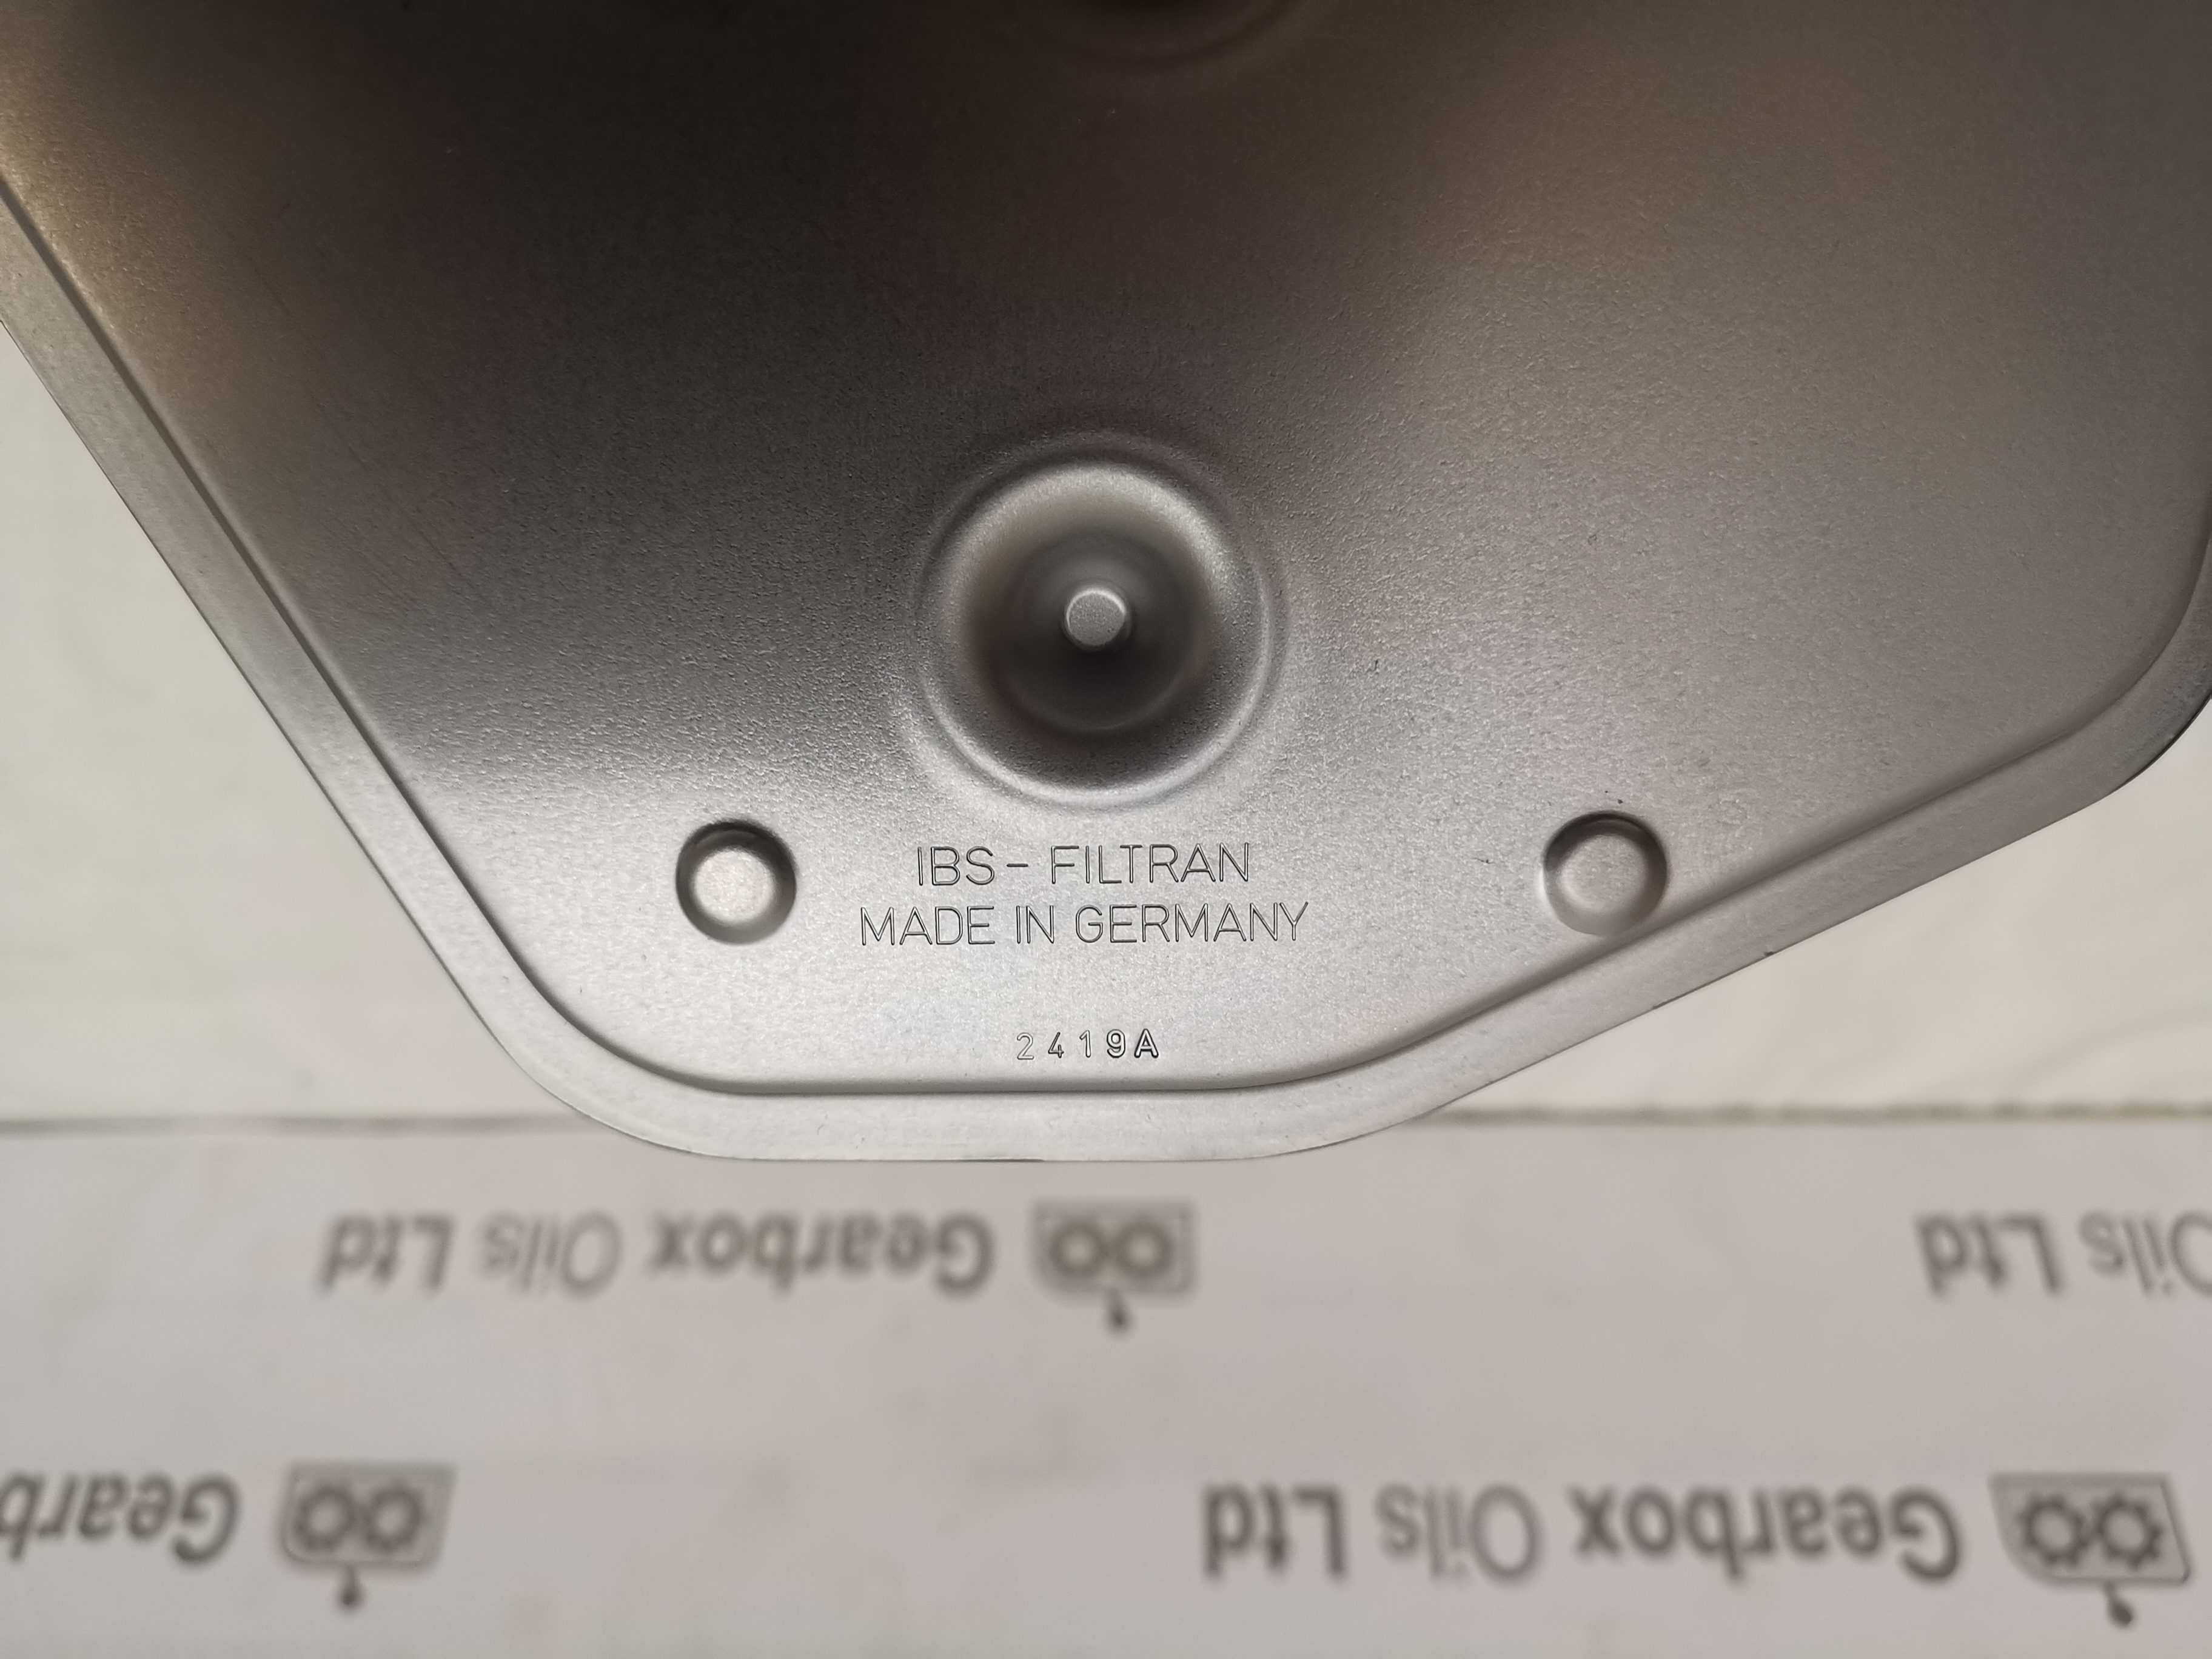 IBS - FILTRAN
MADE IN GERMANY
2419A
Gearbox Oils Ltd
Oils Ltd
Gearb
Gearbox Oils Ltd